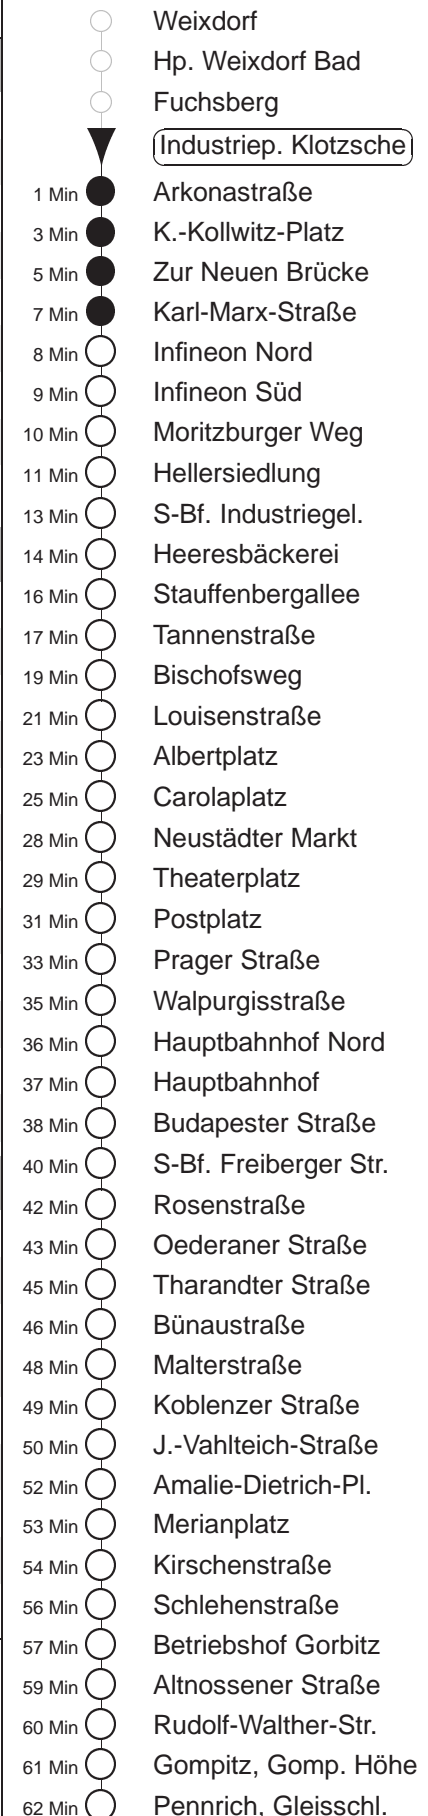 Weixdorf
Hp. Weixdorf Bad
Fuchsberg
Industriep. Klotzsche
1 Min Arkonastraße
3 Min K.-Kollwitz-Platz
5 Min Zur Neuen Brücke
7 Min Karl-Marx-Straße
8 Min Infineon Nord
9 Min Infineon Süd
10 Min Moritzburger Weg
11 Min Hellersiedlung
13 Min S-Bf. Industriegel.
14 Min Heeresbäckerei
16 Min Stauffenbergallee
17 Min Tannenstraße
19 Min Bischofsweg
21 Min Louisenstraße
23 Min Albertplatz
25 Min Carolaplatz
28 Min Neustädter Markt
29 Min Theaterplatz
31 Min Postplatz
33 Min Prager Straße
35 Min Walpurgisstraße
36 Min Hauptbahnhof Nord
37 Min Hauptbahnhof
38 Min Budapester Straße
40 Min S-Bf. Freiberger Str.
42 Min Rosenstraße
43 Min Oederaner Straße
45 Min Tharandter Straße
46 Min Bünaustraße
48 Min Malterstraße
49 Min Koblenzer Straße
50 Min J.-Vahlteich-Straße
52 Min Amalie-Dietrich-Pl.
53 Min Merianplatz
54 Min Kirschenstraße
56 Min Schlehenstraße
57 Min Betriebshof Gorbitz
59 Min Altnossener Straße
60 Min Rudolf-Walther-Str.
61 Min Gompitz, Gomp. Höhe
62 Min Pennrich, Gleisschl.